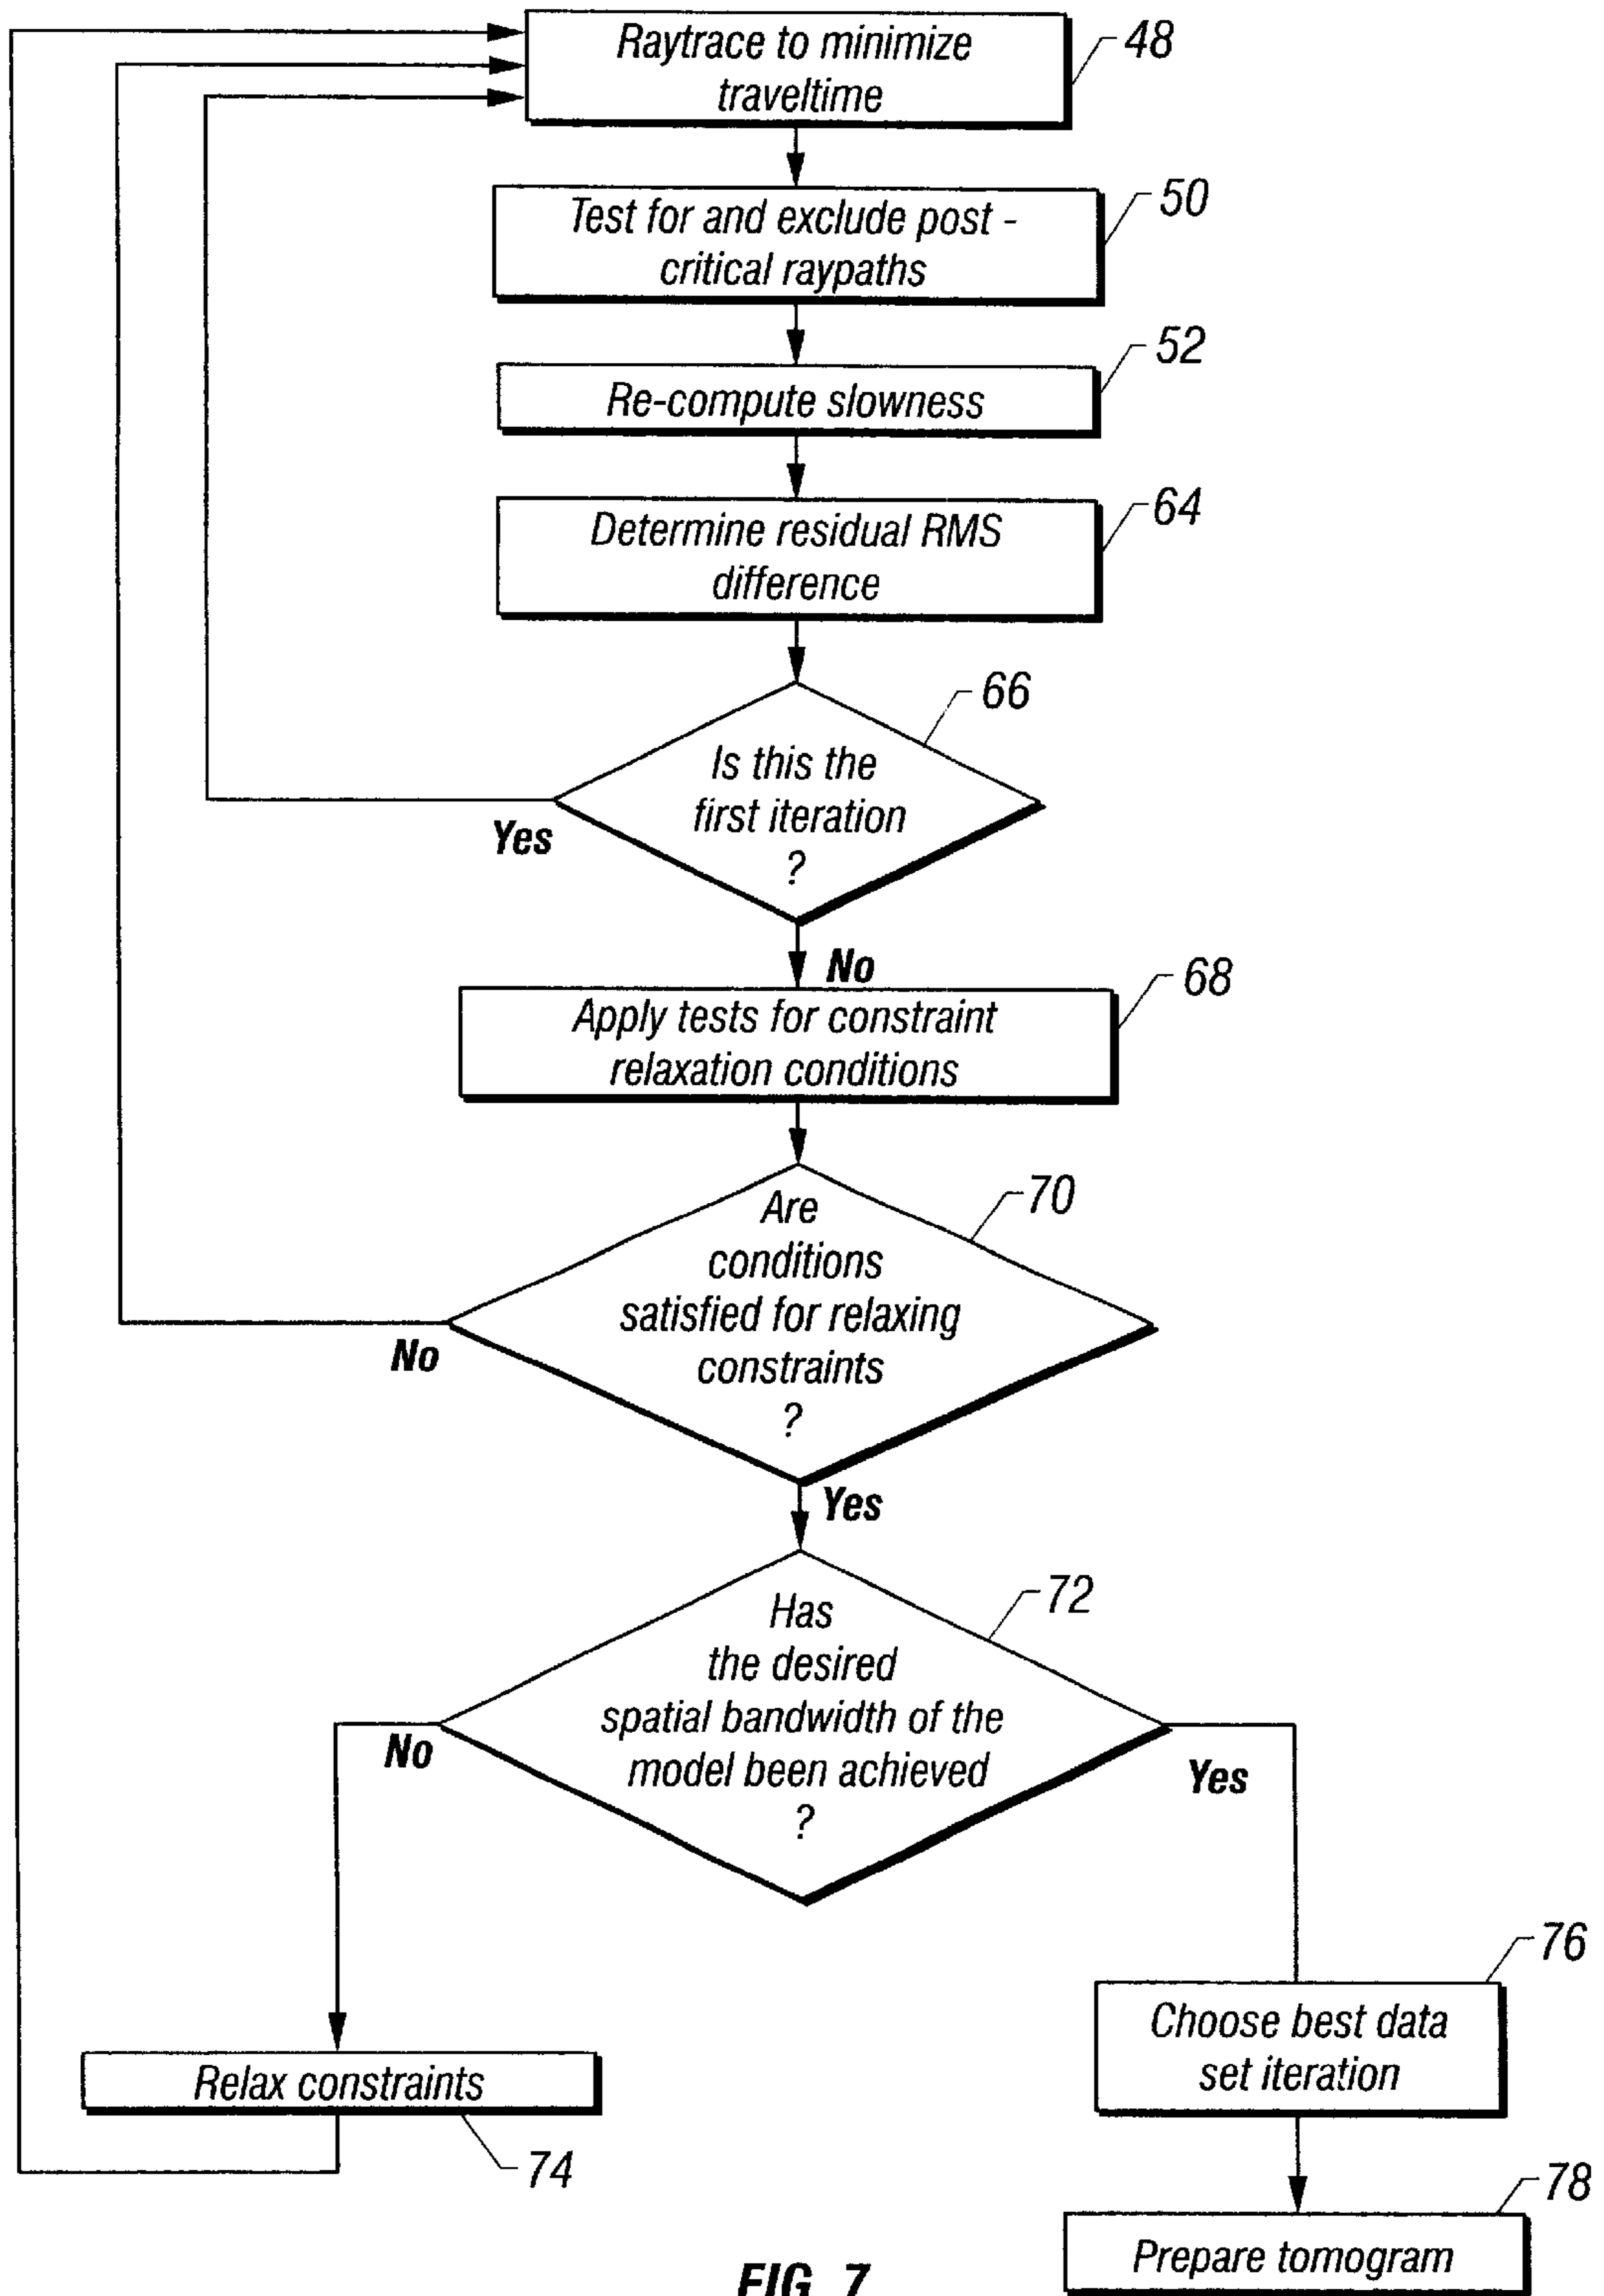 Raytrace to minimize
traveltime
48
Test for and exclude post -
critical raypaths
50
Re-compute slowness
52
Determine residual RMS
difference
64
Is this the
first iteration
?
66
Yes
No
Apply tests for constraint
relaxation conditions
68
Are
conditions
satisfied for relaxing
constraints
?
70
No
Yes
Has
the desired
spatial bandwidth of the
model been achieved
?
72
No
Yes
Choose best data
set iteration
76
Relax constraints
74
Prepare tomogram
78
FIG. 7